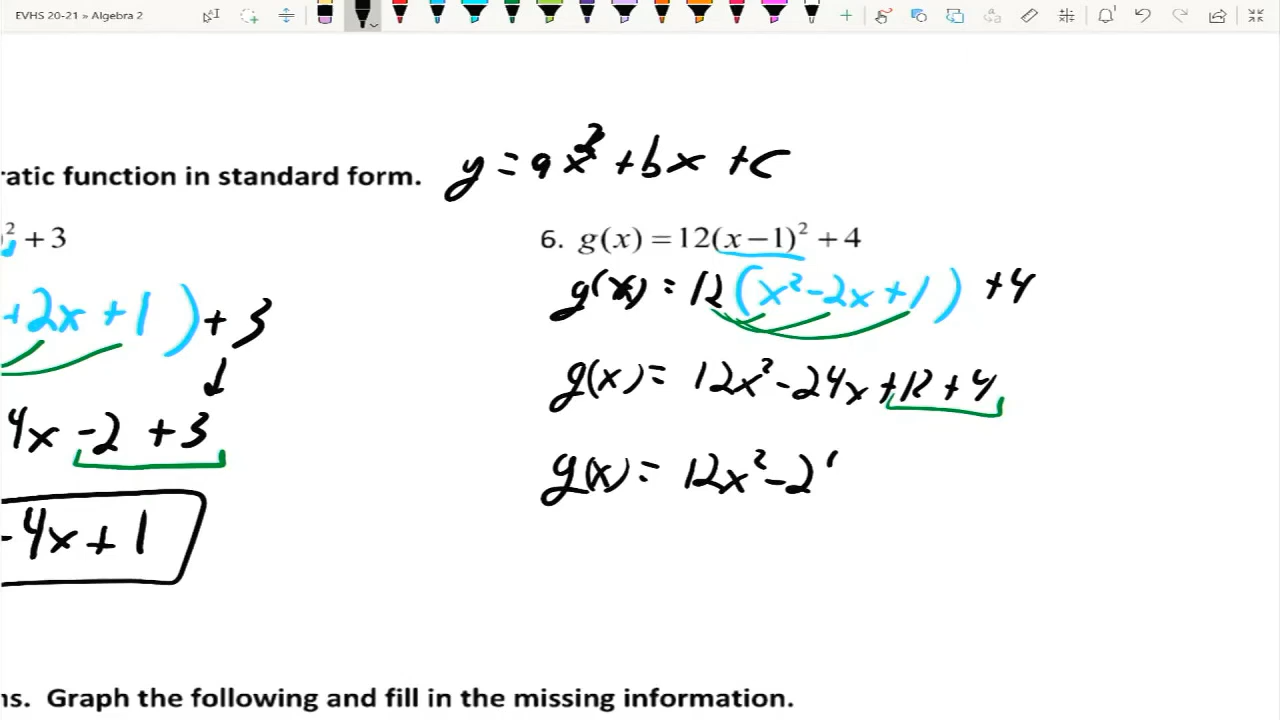 EVHS 20-21 » Algebra 2
ratic function in standard form.
y = ax² + bx + c
² + 3
+2x + 1 ) + 3
4x - 2 + 3
-4x + 1
6. g(x) = 12(x−1)² + 4
g(x) = 12 (x² - 2x + 1) + 4
g(x) = 12x² - 24x + 12 + 4
g(x) = 12x² - 2
ns. Graph the following and fill in the missing information.